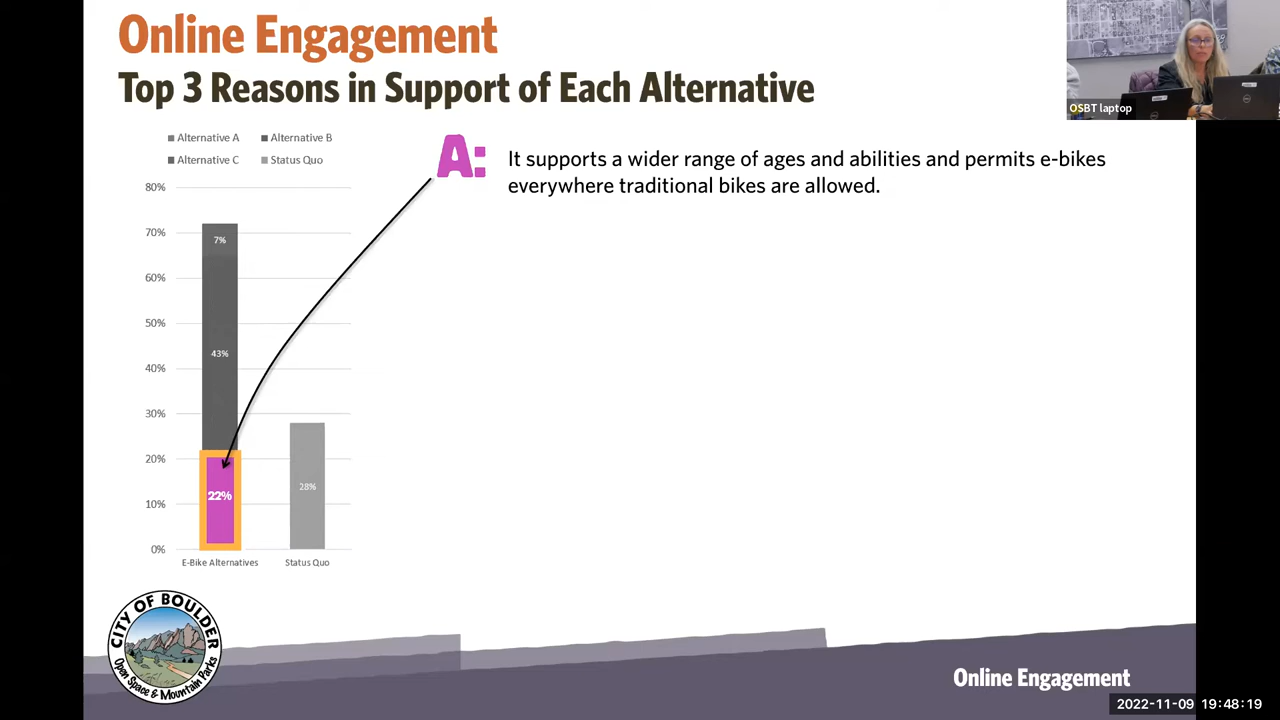 Online Engagement
Top 3 Reasons in Support of Each Alternative
OSBT laptop
Alternative A
Alternative B
Alternative C
Status Quo
A:
It supports a wider range of ages and abilities and permits e-bikes
everywhere traditional bikes are allowed.
80%
70%
60%
50%
40%
30%
20%
10%
0%
7%
43%
22%
28%
E-Bike Alternatives
Status Quo
CITY OF BOULDER
Open Space & Mountain Parks
Online Engagement
2022-11-09 19:48:19